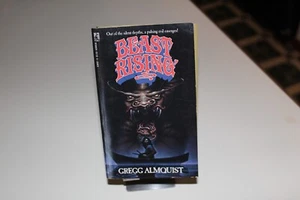 Out of the silent depths, a pulsing evil emerged
BEAST
RISING
GREGG ALMQUIST